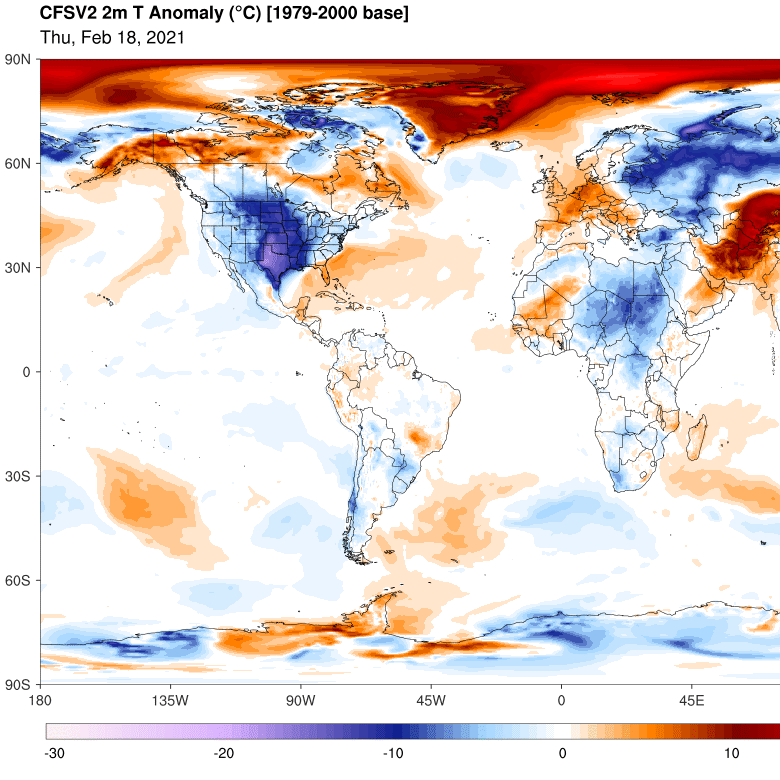 CFSV2 2m T Anomaly (°C) [1979-2000 base]
Thu, Feb 18, 2021
90N
60N
30N
0
30S
60S
90S
180 135W 90W 45W 0 45E
-30 -20 -10 0 10